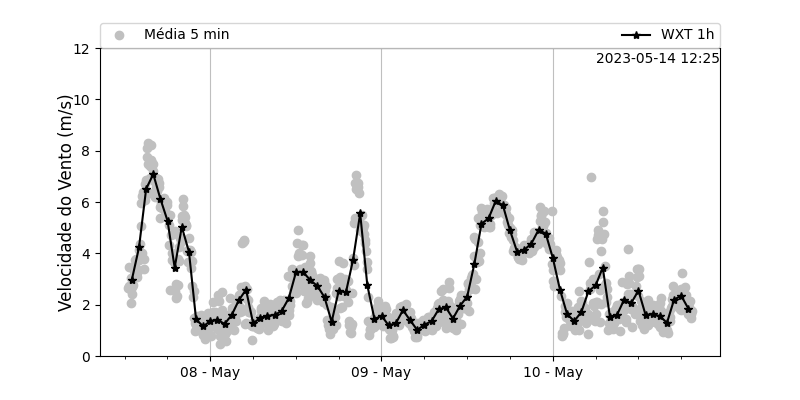 Média 5 min
WXT 1h
2023-05-14 12:25
Velocidade do Vento (m/s)
12
10
8
6
4
2
0
08 - May
09 - May
10 - May